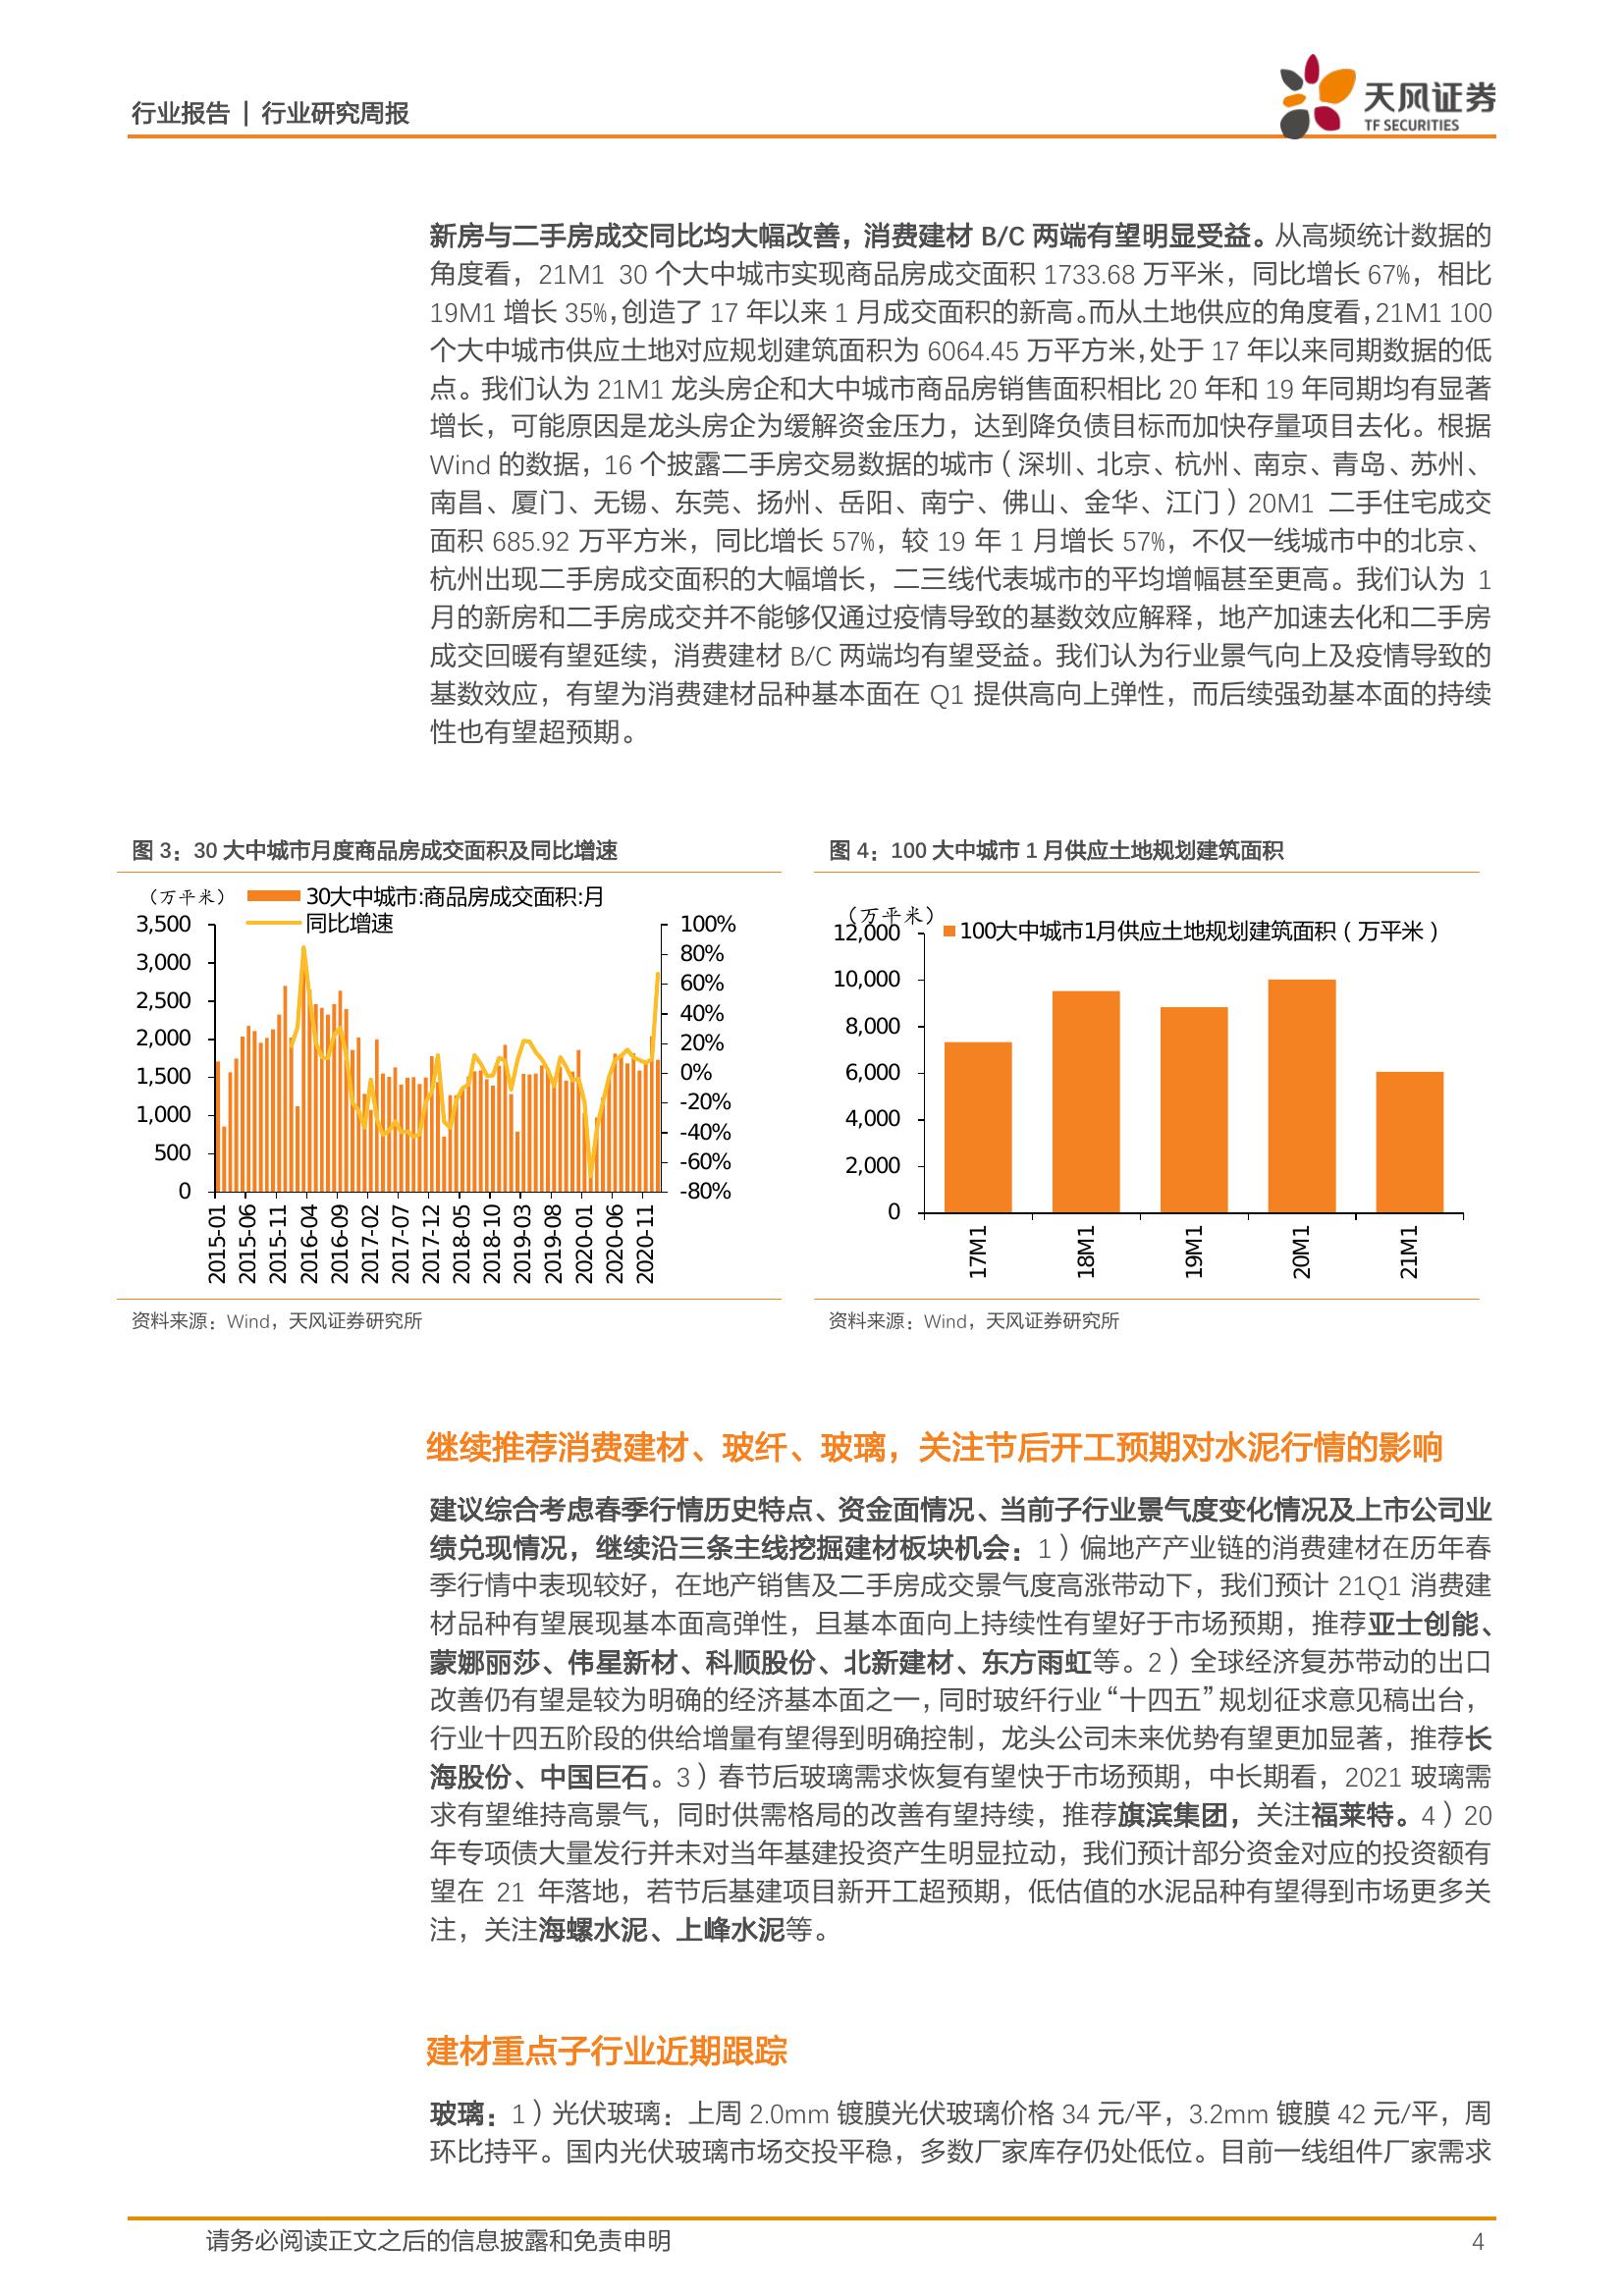 行业报告 | 行业研究周报
天风证券
TF SECURITIES
新房与二手房成交同比均大幅改善，消费建材 B/C 两端有望明显受益。从高频统计数据的
角度看，21M1 30 个大中城市实现商品房成交面积 1733.68 万平米，同比增长 67%，相比
19M1 增长 35%，创造了 17 年以来 1 月成交面积的新高。而从土地供应的角度看，21M1 100
个大中城市供应土地对应规划建筑面积为 6064.45 万平方米，处于 17 年以来同期数据的低
点。我们认为 21M1 龙头房企和大中城市商品房销售面积相比 20 年和 19 年同期均有显著
增长，可能原因是龙头房企为缓解资金压力，达到降负债目标而加快存量项目去化。根据
Wind 的数据，16 个披露二手房交易数据的城市（深圳、北京、杭州、南京、青岛、苏州、
南昌、厦门、无锡、东莞、扬州、岳阳、南宁、佛山、金华、江门）20M1 二手住宅成交
面积 685.92 万平方米，同比增长 57%，较 19 年 1 月增长 57%，不仅一线城市中的北京、
杭州出现二手房成交面积的大幅增长，二三线代表城市的平均增幅甚至更高。我们认为 1
月的新房和二手房成交并不能够仅通过疫情导致的基数效应解释，地产加速去化和二手房
成交回暖有望延续，消费建材 B/C 两端均有望受益。我们认为行业景气向上及疫情导致的
基数效应，有望为消费建材品种基本面在 Q1 提供高向上弹性，而后续强劲基本面的持续
性也有望超预期。
图 3：30 大中城市月度商品房成交面积及同比增速
（万平米）
30大中城市:商品房成交面积:月
同比增速
3,500
3,000
2,500
2,000
1,500
1,000
500
0
100%
80%
60%
40%
20%
0%
-20%
-40%
-60%
-80%
2015-01
2015-06
2015-11
2016-04
2016-09
2017-02
2017-07
2017-12
2018-05
2018-10
2019-03
2019-08
2020-01
2020-06
2020-11
资料来源：Wind，天风证券研究所
图 4：100 大中城市 1 月供应土地规划建筑面积
（万平米）
100大中城市1月供应土地规划建筑面积（万平米）
12,000
10,000
8,000
6,000
4,000
2,000
0
17M1
18M1
19M1
20M1
21M1
资料来源：Wind，天风证券研究所
继续推荐消费建材、玻纤、玻璃，关注节后开工预期对水泥行情的影响
建议综合考虑春季行情历史特点、资金面情况、当前子行业景气度变化情况及上市公司业
绩兑现情况，继续沿三条主线挖掘建材板块机会：1）偏地产产业链的消费建材在历年春
季行情中表现较好，在地产销售及二手房成交景气度高涨带动下，我们预计 21Q1 消费建
材品种有望展现基本面高弹性，且基本面向上持续性有望好于市场预期，推荐亚士创能、
蒙娜丽莎、伟星新材、科顺股份、北新建材、东方雨虹等。2）全球经济复苏带动的出口
改善仍有望是较为明确的经济基本面之一，同时玻纤行业“十四五”规划征求意见稿出台，
行业十四五阶段的供给增量有望得到明确控制，龙头公司未来优势有望更加显著，推荐长
海股份、中国巨石。3）春节后玻璃需求恢复有望快于市场预期，中长期看，2021 玻璃需
求有望维持高景气，同时供需格局的改善有望持续，推荐旗滨集团，关注福莱特。4）20
年专项债大量发行并未对当年基建投资产生明显拉动，我们预计部分资金对应的投资额有
望在 21 年落地，若节后基建项目新开工超预期，低估值的水泥品种有望得到市场更多关
注，关注海螺水泥、上峰水泥等。
建材重点子行业近期跟踪
玻璃：1）光伏玻璃：上周 2.0mm 镀膜光伏玻璃价格 34 元/平，3.2mm 镀膜 42 元/平，周
环比持平。国内光伏玻璃市场交投平稳，多数厂家库存仍处低位。目前一线组件厂家需求
请务必阅读正文之后的信息披露和免责申明
4